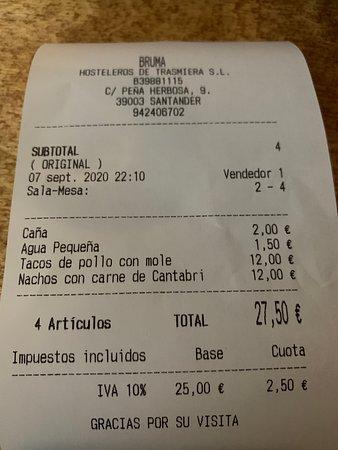 BRUMA
HOSTELEROS DE TRASMIERA S.L.
B39881115
C/ PEÑA HERBOSA, 9.
39003 SANTANDER
942406702
SUBTOTAL 4
( ORIGINAL )
07 sept. 2020 22:10 Vendedor 1
Sala-Mesa: 2 - 4
Caña 2,00 €
Agua Pequeña 1,50 €
Tacos de pollo con mole 12,00 €
Nachos con carne de Cantabri 12,00 €
4 Artículos TOTAL 27,50 €
Impuestos incluidos Base Cuota
IVA 10% 25,00 € 2,50 €
GRACIAS POR SU VISITA